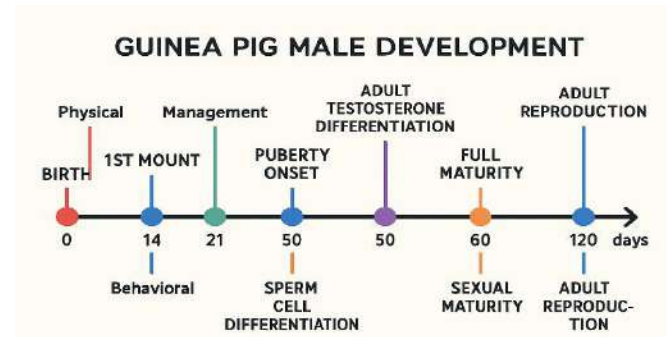 GUINEA PIG MALE DEVELOPMENT
Physical
Management
ADULT
TESTOSTERONE
DIFFERENTIATION
ADULT
REPRODUCTION
BIRTH
1ST MOUNT
PUBERTY
ONSET
FULL
MATURITY
0
14
21
50
50
60
120 days
Behavioral
SPERM
CELL
DIFFERENTIATION
SEXUAL
MATURITY
ADULT
REPRODUC-
TION